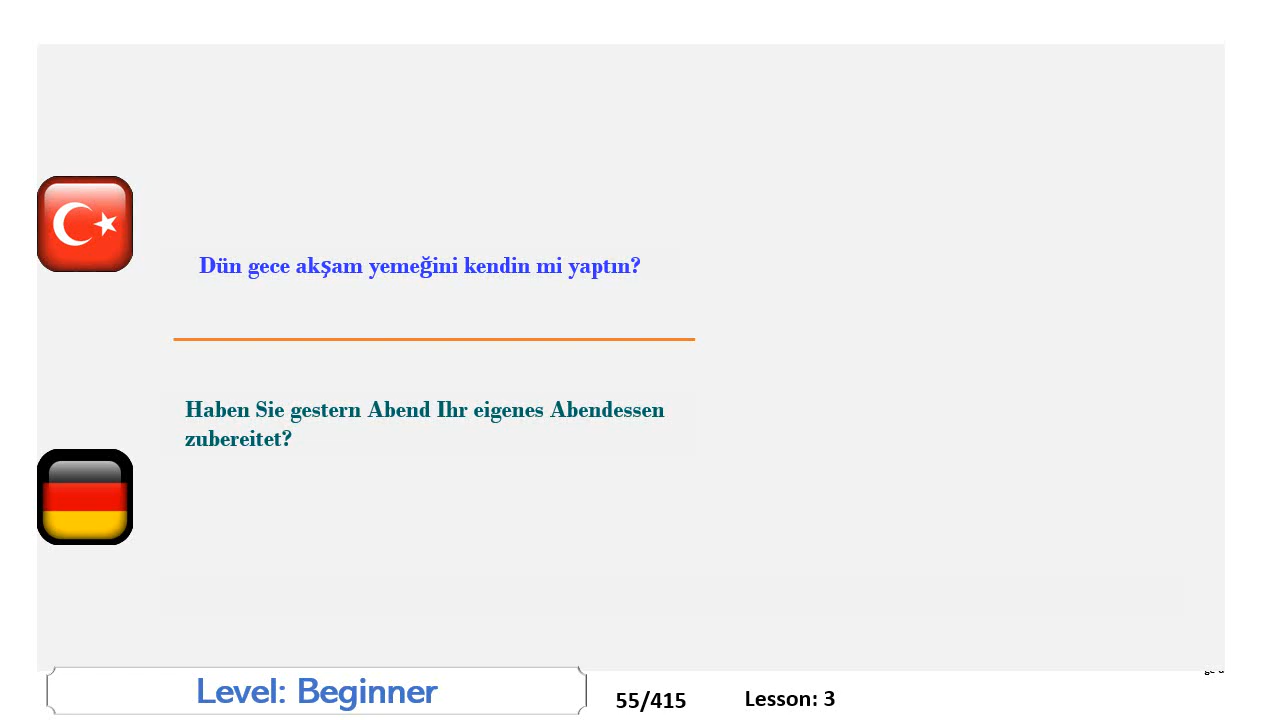 Dün gece akşam yemeğini kendin mi yaptın?
Haben Sie gestern Abend Ihr eigenes Abendessen
zubereitet?
Level: Beginner
55/415
Lesson: 3